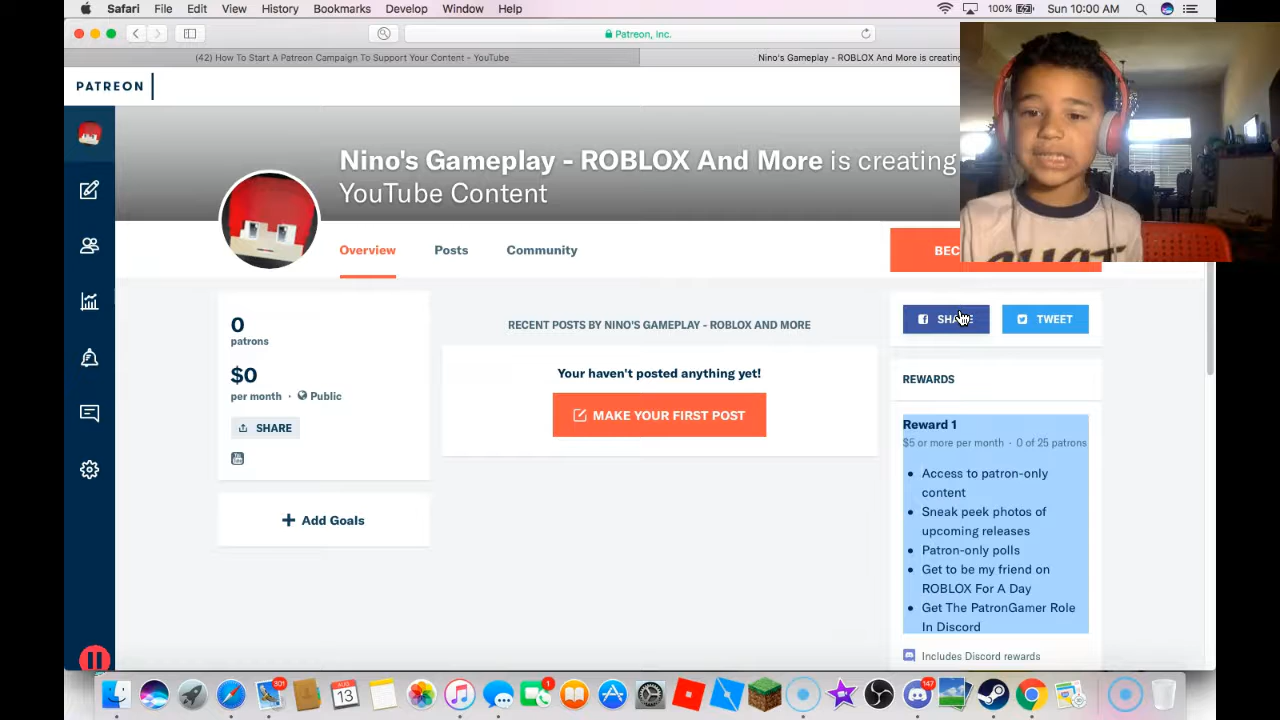 Safari File Edit View History Bookmarks Develop Window Help 100% Sun 10:00 AM
Patreon, Inc.
(42) How To Start A Patreon Campaign To Support Your Content - YouTube
Nino's Gameplay - ROBLOX And More is creating
PATREON
Nino's Gameplay - ROBLOX And More is creating
YouTube Content
Overview Posts Community
BEC
0
patrons
$0
per month · Public
SHARE
Add Goals
RECENT POSTS BY NINO'S GAMEPLAY - ROBLOX AND MORE
Your haven't posted anything yet!
MAKE YOUR FIRST POST
SHARE TWEET
REWARDS
Reward 1
$5 or more per month · 0 of 25 patrons
Access to patron-only
content
Sneak peek photos of
upcoming releases
Patron-only polls
Get to be my friend on
ROBLOX For A Day
Get The PatronGamer Role
In Discord
Includes Discord rewards
301
13
1
147